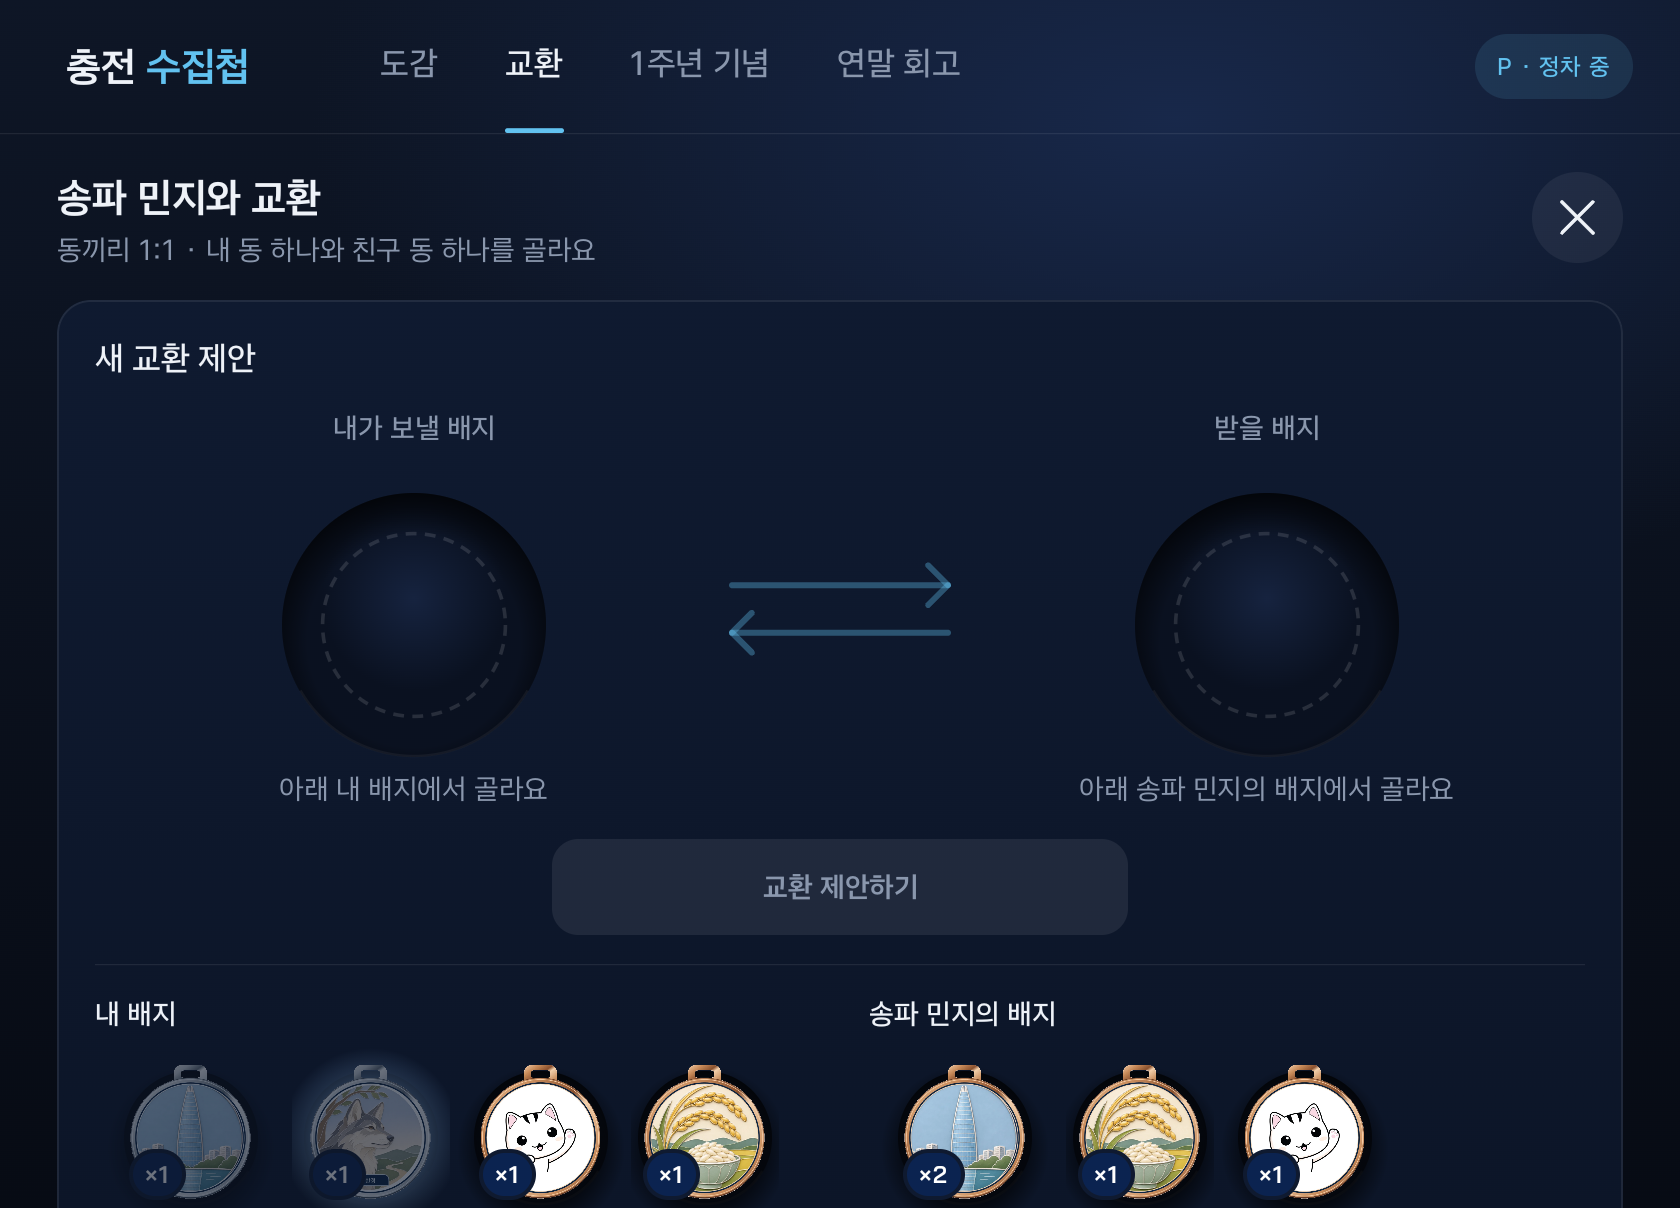 충전 수집첩
도감
교환
1주년 기념
연말 회고
P · 정차 중
송파 민지와 교환
동끼리 1:1 · 내 동 하나와 친구 동 하나를 골라요
새 교환 제안
내가 보낼 배지
받을 배지
아래 내 배지에서 골라요
아래 송파 민지의 배지에서 골라요
교환 제안하기
내 배지
송파 민지의 배지
×1
×1
×1
×1
×2
×1
×1